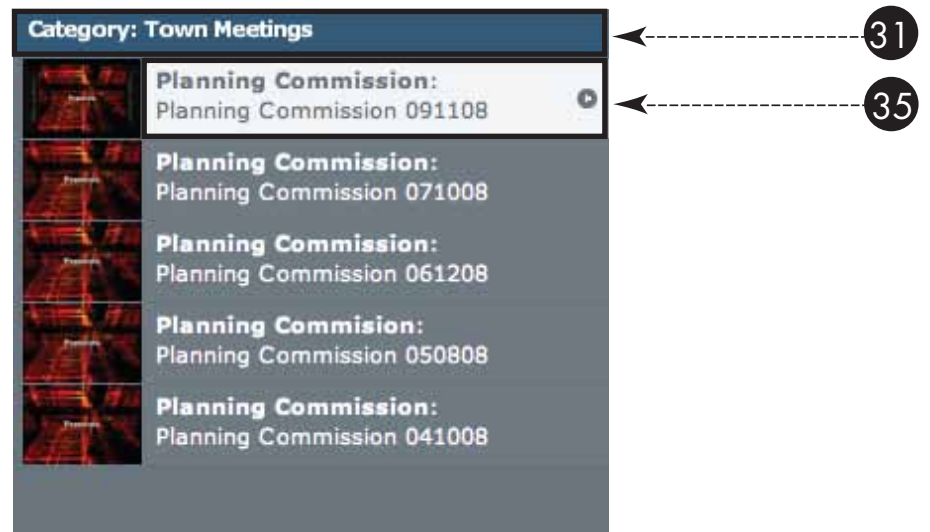 Category: Town Meetings
31
Planning Commission:
Planning Commission 091108
35
Planning Commission:
Planning Commission 071008
Planning Commission:
Planning Commission 061208
Planning Commision:
Planning Commission 050808
Planning Commission:
Planning Commission 041008